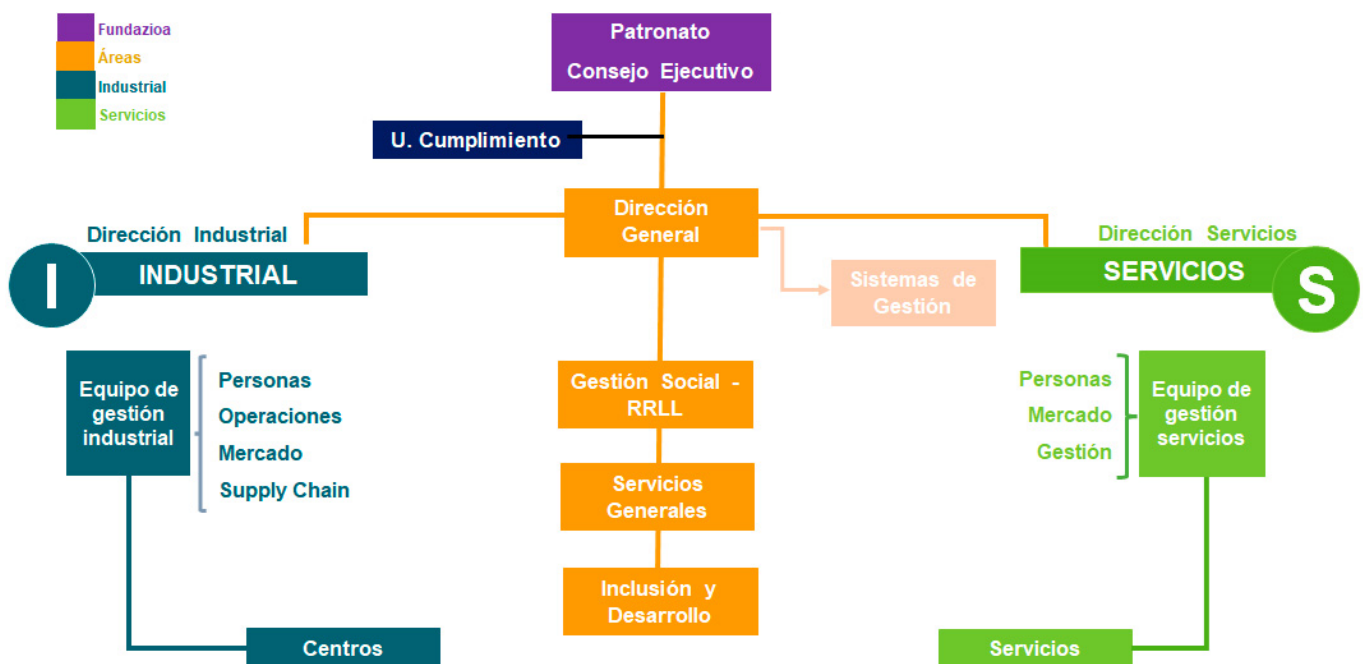 Fundazioa
Áreas
Industrial
Servicios
Patronato
Consejo Ejecutivo
U. Cumplimiento
Dirección
General
Dirección Industrial
I
INDUSTRIAL
Dirección Servicios
SERVICIOS
S
Sistemas de
Gestión
Equipo de
gestión
industrial
Personas
Operaciones
Mercado
Supply Chain
Gestión Social -
RRLL
Servicios
Generales
Inclusión y
Desarrollo
Personas
Mercado
Gestión
Equipo de
gestión
servicios
Centros
Servicios